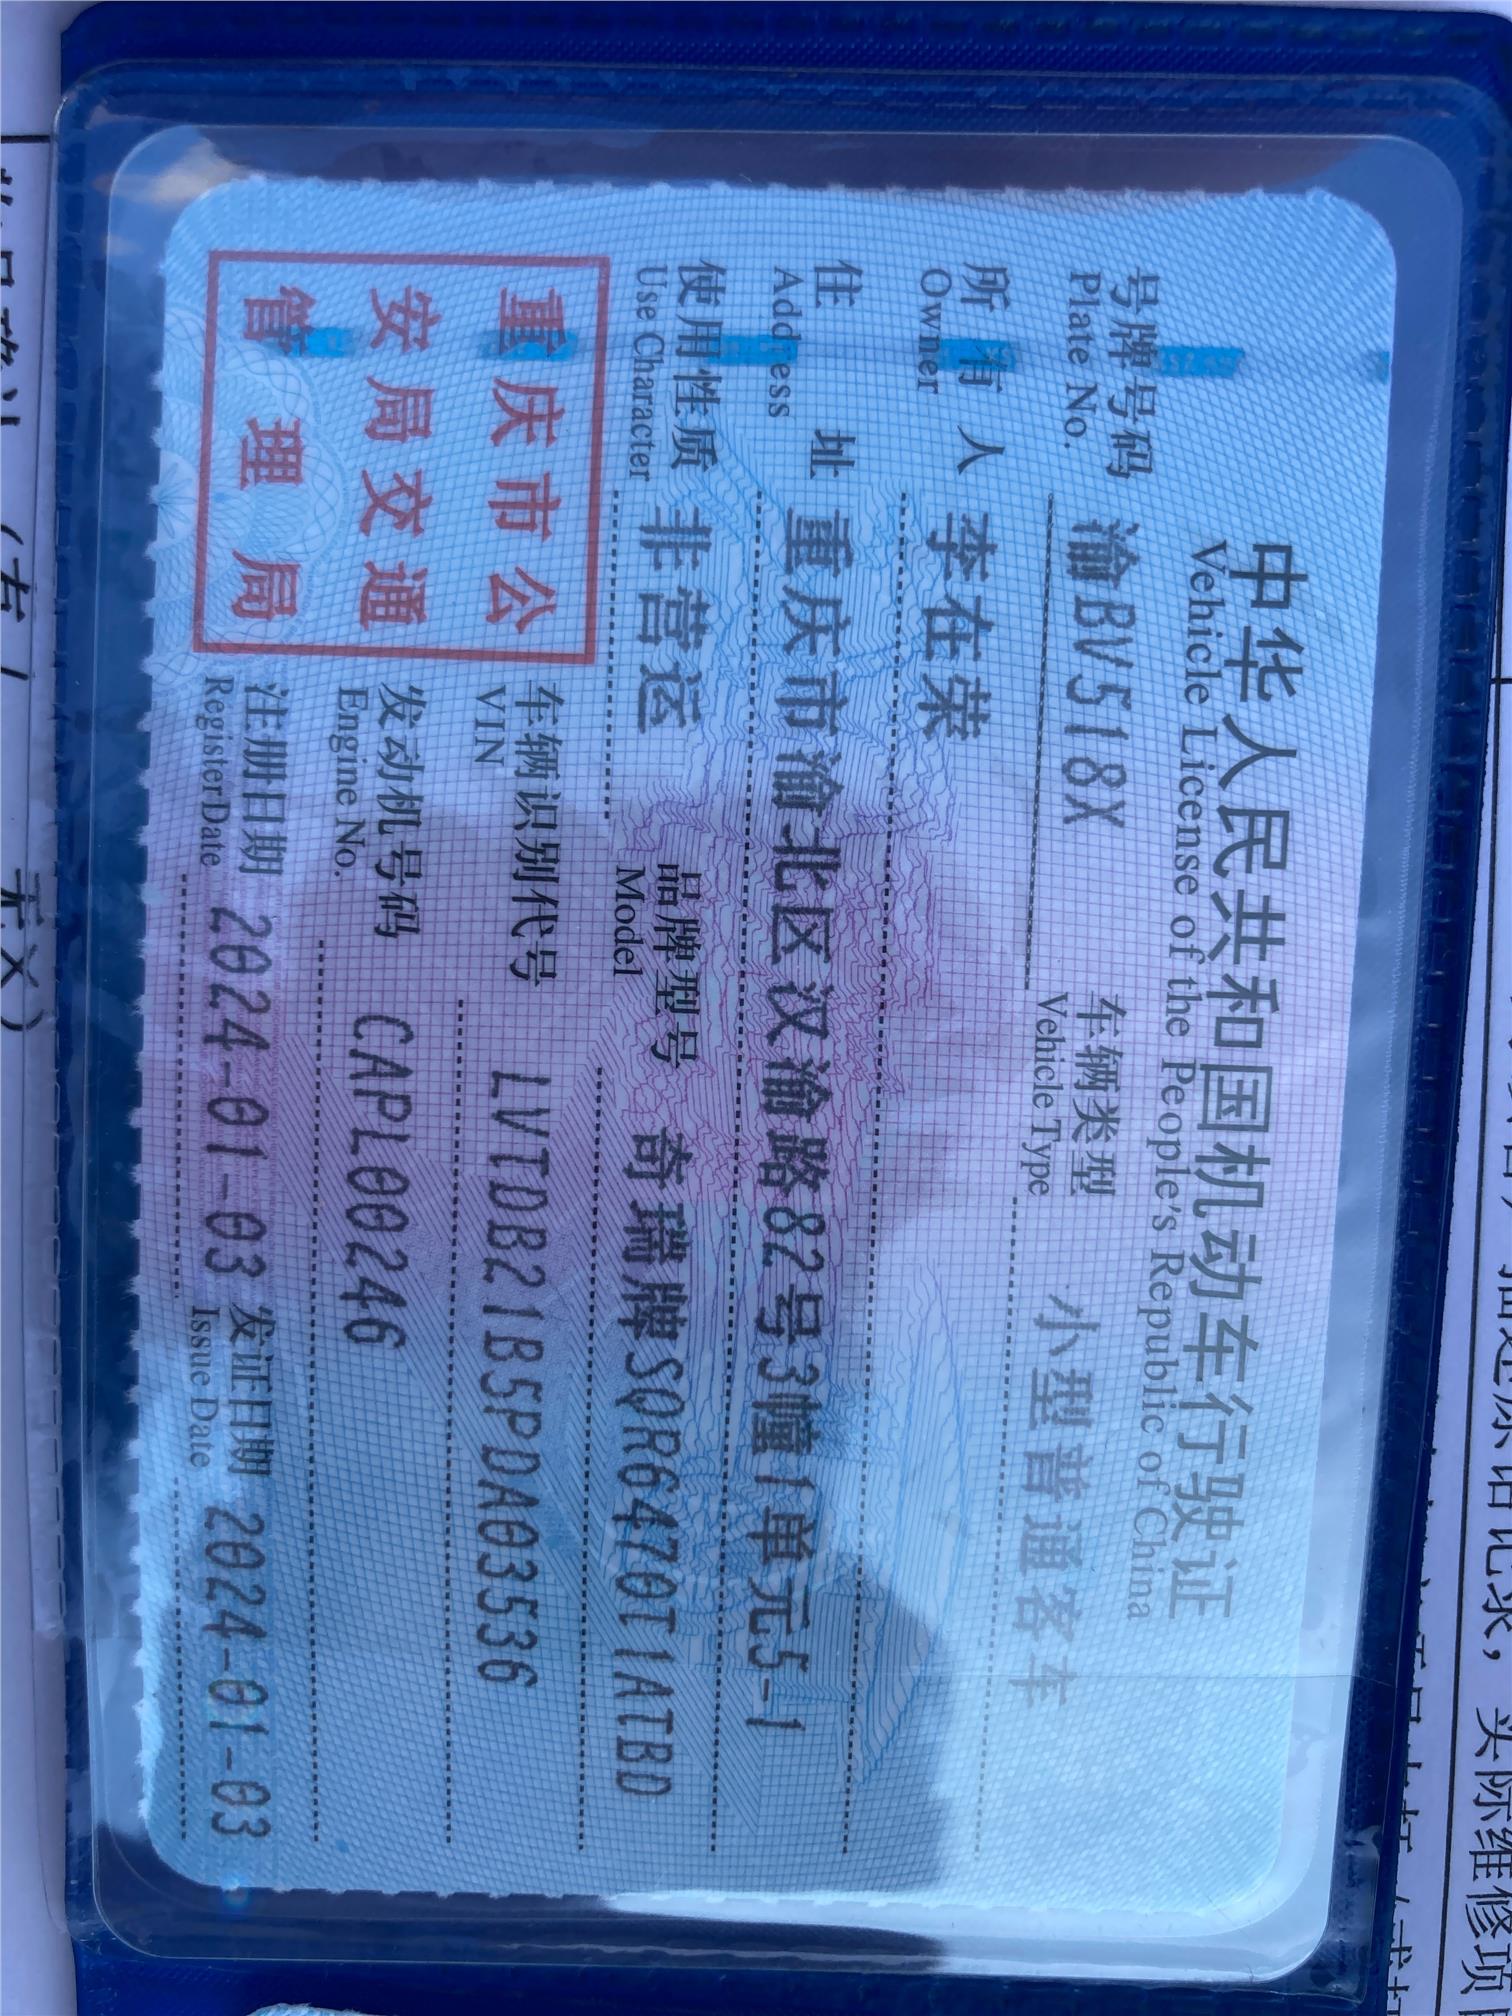 中华人民共和国机动车行驶证
Vehicle License of the People's Republic of China
号牌号码 渝BV518X 车辆类型 小型普通客车
Plate No. Vehicle Type
所有人 李在荣
Owner
住址 重庆市渝北区汉渝路82号3幢1单元5-1
Address
使用性质 非营运 品牌型号 奇瑞牌SQR6470T1ATBD
Use Character Model
重庆市公安局交通管理局
车辆识别代号 LVTDB21B5PDA03536
VIN
发动机号码 CAPL00246
Engine No.
注册日期 2024-01-03 发证日期 2024-01-03
Register Date Issue Date
头际维修项